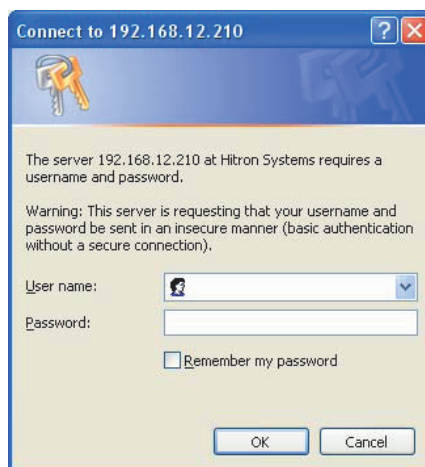 Connect to 192.168.12.210
The server 192.168.12.210 at Hitron Systems requires a
username and password.
Warning: This server is requesting that your username and
password be sent in an insecure manner (basic authentication
without a secure connection).
User name:
Password:
Remember my password
OK
Cancel